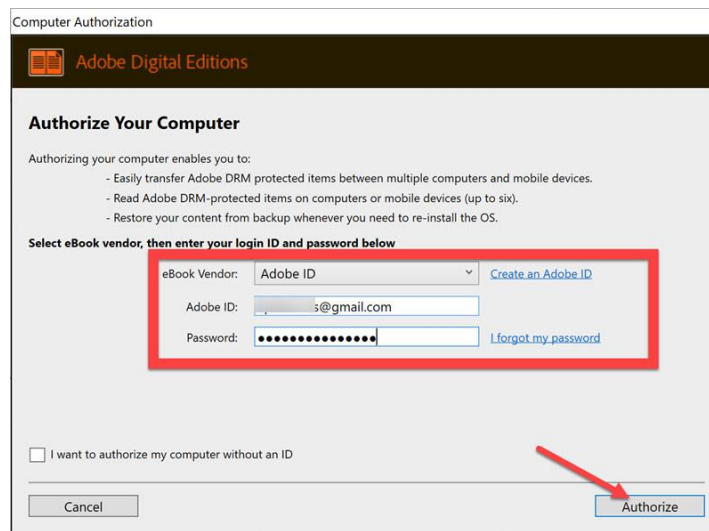 Computer Authorization
Adobe Digital Editions
Authorize Your Computer
Authorizing your computer enables you to:
- Easily transfer Adobe DRM protected items between multiple computers and mobile devices.
- Read Adobe DRM-protected items on computers or mobile devices (up to six).
- Restore your content from backup whenever you need to re-install the OS.
Select eBook vendor, then enter your login ID and password below
eBook Vendor: Adobe ID Create an Adobe ID
Adobe ID: s@gmail.com
Password: ●●●●●●●●●●●●●●● I forgot my password
I want to authorize my computer without an ID
Cancel Authorize